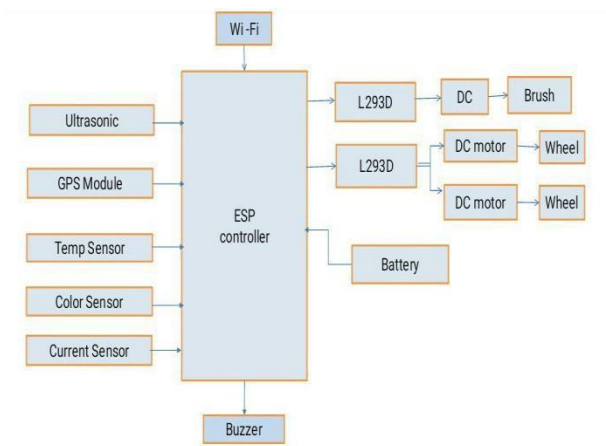 Wi -Fi
L293D
DC
Brush
Ultrasonic
L293D
DC motor
Wheel
GPS Module
DC motor
Wheel
ESP
controller
Temp Sensor
Battery
Color Sensor
Current Sensor
Buzzer